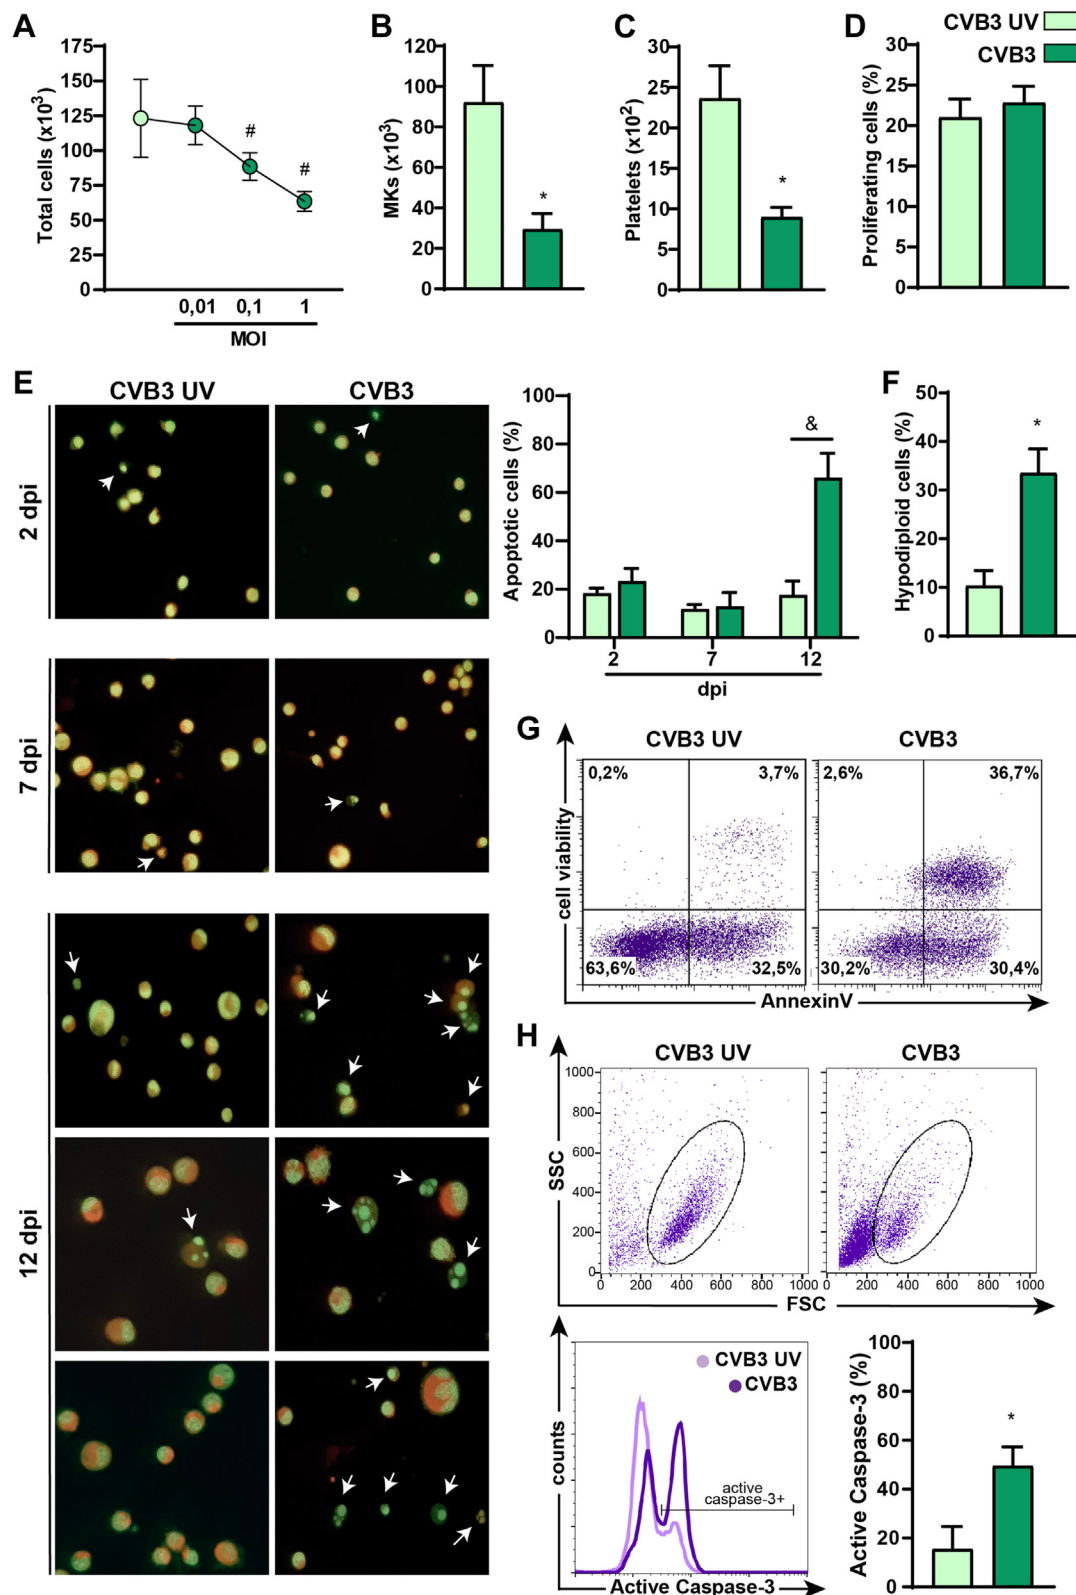 A
Total cells (x10³)
175
150
125
100
75
50
25
0
0,01 0,1 1
MOI
#
#
B
MKs (x10³)
120
100
80
60
40
20
0
*
C
Platelets (x10²)
30
25
20
15
10
5
0
*
D
CVB3 UV
CVB3
Proliferating cells (%)
30
25
20
15
10
5
0
E
CVB3 UV CVB3
2 dpi
7 dpi
12 dpi
Apoptotic cells (%)
100
80
60
40
20
0
&
2 7 12
dpi
F
Hypodiploid cells (%)
50
40
30
20
10
0
*
G
CVB3 UV CVB3
cell viability
0,2% 3,7%
63,6% 32,5%
2,6% 36,7%
30,2% 30,4%
AnnexinV
H
CVB3 UV CVB3
SSC
1000
800
600
400
200
0
0 200 400 600 800 1000
0 200 400 600 800 1000
FSC
counts
CVB3 UV
CVB3
active
caspase-3+
Active Caspase-3
Active Caspase-3 (%)
100
80
60
40
20
0
*